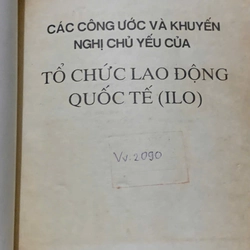 CÁC CÔNG ƯỚC VÀ KHUYẾN
NGHỊ CHỦ YẾU CỦA
TỔ CHỨC LAO ĐỘNG
QUỐC TẾ (ILO)
Vv. 2090